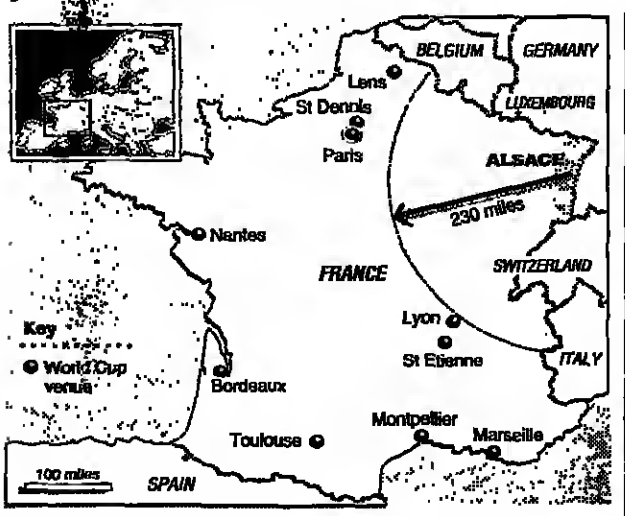 BELGIUM
GERMANY
Lens
LUXEMBOURG
St Dennis
Paris
ALSACE
230 miles
Nantes
FRANCE
SWITZERLAND
Lyon
St Etienne
ITALY
Key
World Cup
venue
Bordeaux
Montpellier
Marseille
Toulouse
100 miles
SPAIN